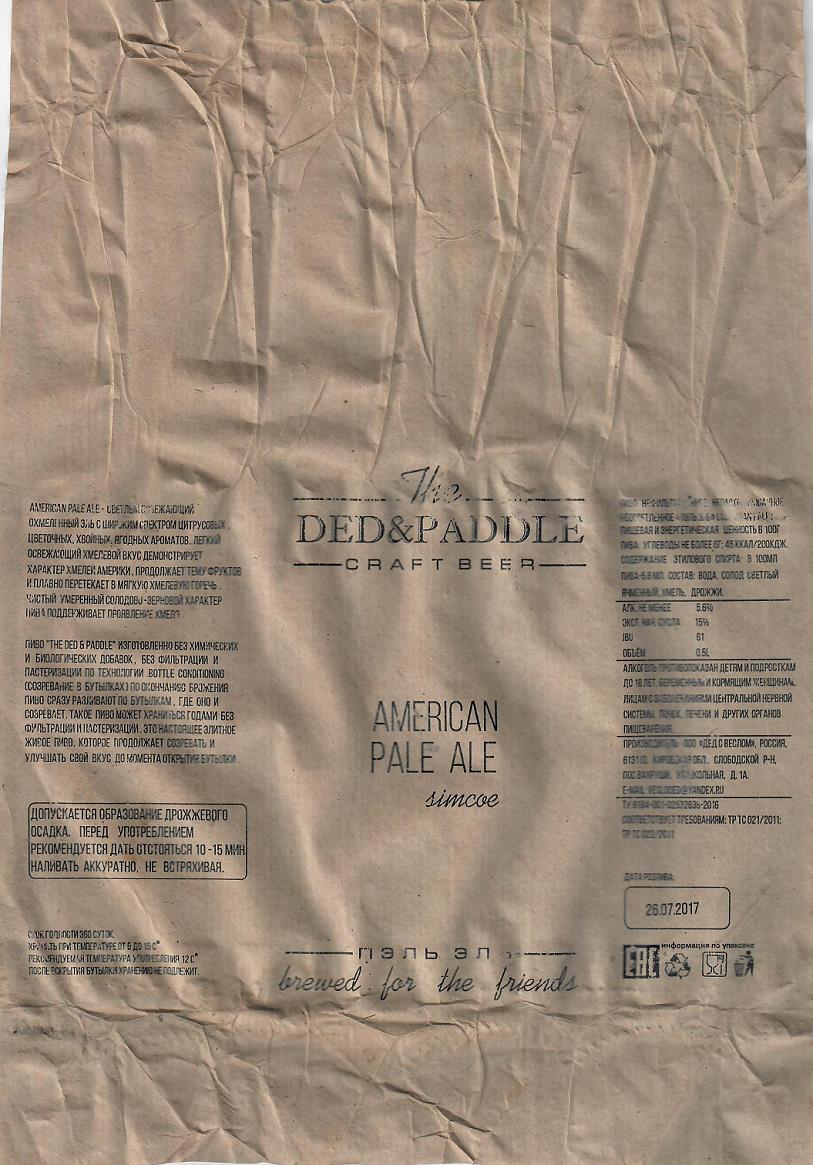 AMERICAN PALE ALE - СВЕТЛЫЙ ОСВЕЖАЮЩИЙ
ОХМЕЛЕННЫЙ ЭЛЬ С ШИРОКИМ СПЕКТРОМ ЦИТРУСОВЫХ,
ЦВЕТОЧНЫХ, ХВОЙНЫХ, ЯГОДНЫХ АРОМАТОВ. ЛЕГКИЙ
ОСВЕЖАЮЩИЙ ХМЕЛЕВОЙ ВКУС ДЕМОНСТРИРУЕТ
ХАРАКТЕР ХМЕЛЕЙ АМЕРИКИ, ПРОДОЛЖАЕТ ТЕМУ ФРУКТОВ
И ПЛАВНО ПЕРЕТЕКАЕТ В МЯГКУЮ ХМЕЛЕВУЮ ГОРЕЧЬ.
ЧИСТЫЙ УМЕРЕННЫЙ СОЛОДОВО-ЗЕРНОВОЙ ХАРАКТЕР
ПИВА ПОДДЕРЖИВАЕТ ПРОЯВЛЕНИЕ ХМЕЛЯ
ПИВО "THE DED & PADDLE" ИЗГОТОВЛЕННО БЕЗ ХИМИЧЕСКИХ
И БИОЛОГИЧЕСКИХ ДОБАВОК, БЕЗ ФИЛЬТРАЦИИ И
ПАСТЕРИЗАЦИИ ПО ТЕХНОЛОГИИ BOTTLE CONDITIONING
(СОЗРЕВАНИЕ В БУТЫЛКАХ) ПО ОКОНЧАНИЮ БРОЖЕНИЯ
ПИВО СРАЗУ РАЗЛИВАЮТ ПО БУТЫЛКАМ, ГДЕ ОНО И
СОЗРЕВАЕТ. ТАКОЕ ПИВО МОЖЕТ ХРАНИТЬСЯ ГОДАМИ БЕЗ
ФИЛЬТРАЦИИ И ПАСТЕРИЗАЦИИ. ЭТО НАСТОЯЩЕЕ ЭЛИТНОЕ
ЖИВОЕ ПИВО, КОТОРОЕ ПРОДОЛЖАЕТ СОЗРЕВАТЬ И
УЛУЧШАТЬ СВОЙ ВКУС ДО МОМЕНТА ОТКРЫТИЯ БУТЫЛКИ
ДОПУСКАЕТСЯ ОБРАЗОВАНИЕ ДРОЖЖЕВОГО
ОСАДКА. ПЕРЕД УПОТРЕБЛЕНИЕМ
РЕКОМЕНДУЕТСЯ ДАТЬ ОТСТОЯТЬСЯ 10 -15 МИН.
НАЛИВАТЬ АККУРАТНО, НЕ ВСТРЯХИВАЯ.
СРОК ГОДНОСТИ 360 СУТОК.
ХРАНИТЬ ПРИ ТЕМПЕРАТУРЕ ОТ 5 ДО 15 С°
РЕКОМЕНДУЕМАЯ ТЕМПЕРАТУРА УПОТРЕБЛЕНИЯ 12 С°
ПОСЛЕ ВСКРЫТИЯ БУТЫЛКИ ХРАНЕНИЮ НЕ ПОДЛЕЖИТ.
The
DED&PADDLE
CRAFT BEER
AMERICAN
PALE ALE
simcoe
ПЭЛЬ ЭЛ
brewed for the friends
ПИВО
ПИЩЕВАЯ И ЭНЕРГЕТИЧЕСКАЯ ЦЕННОСТЬ В 100Г
ПИВА: УГЛЕВОДЫ НЕ БОЛЕЕ 6Г; 48 ККАЛ/200КДЖ.
СОДЕРЖАНИЕ ЭТИЛОВОГО СПИРТА В 100МЛ
ПИВА-5.6 МЛ. СОСТАВ: ВОДА, СОЛОД СВЕТЛЫЙ
ЯЧМЕННЫЙ, ХМЕЛЬ, ДРОЖЖИ.
АЛК. НЕ МЕНЕЕ 5.6%
ЭКСТ. НАЧ. СУСЛА 15%
IBU 61
ОБЪЁМ 0.5L
АЛКОГОЛЬ ПРОТИВОПОКАЗАН ДЕТЯМ И ПОДРОСТКАМ
ДО 18 ЛЕТ, БЕРЕМЕННЫМ И КОРМЯЩИМ ЖЕНЩИНАМ,
ЛИЦАМ С ЗАБОЛЕВАНИЯМИ ЦЕНТРАЛЬНОЙ НЕРВНОЙ
СИСТЕМЫ, ПОЧЕК, ПЕЧЕНИ И ДРУГИХ ОРГАНОВ
ПИЩЕВАРЕНИЯ.
ПРОИЗВОДИТЕЛЬ: ООО «ДЕД С ВЕСЛОМ», РОССИЯ,
КИРОВСКАЯ ОБЛ., СЛОБОДСКОЙ Р-Н,
ПОС.ВАХРУШИ, УЛ.ШКОЛЬНАЯ, Д. 1А.
E-MAIL:
СООТВЕТСТВУЕТ ТРЕБОВАНИЯМ: ТР ТС 021/2011;
ТР ТС 022/2011
ДАТА РОЗЛИВА:
26.07.2017
информация по упаковке
EAC